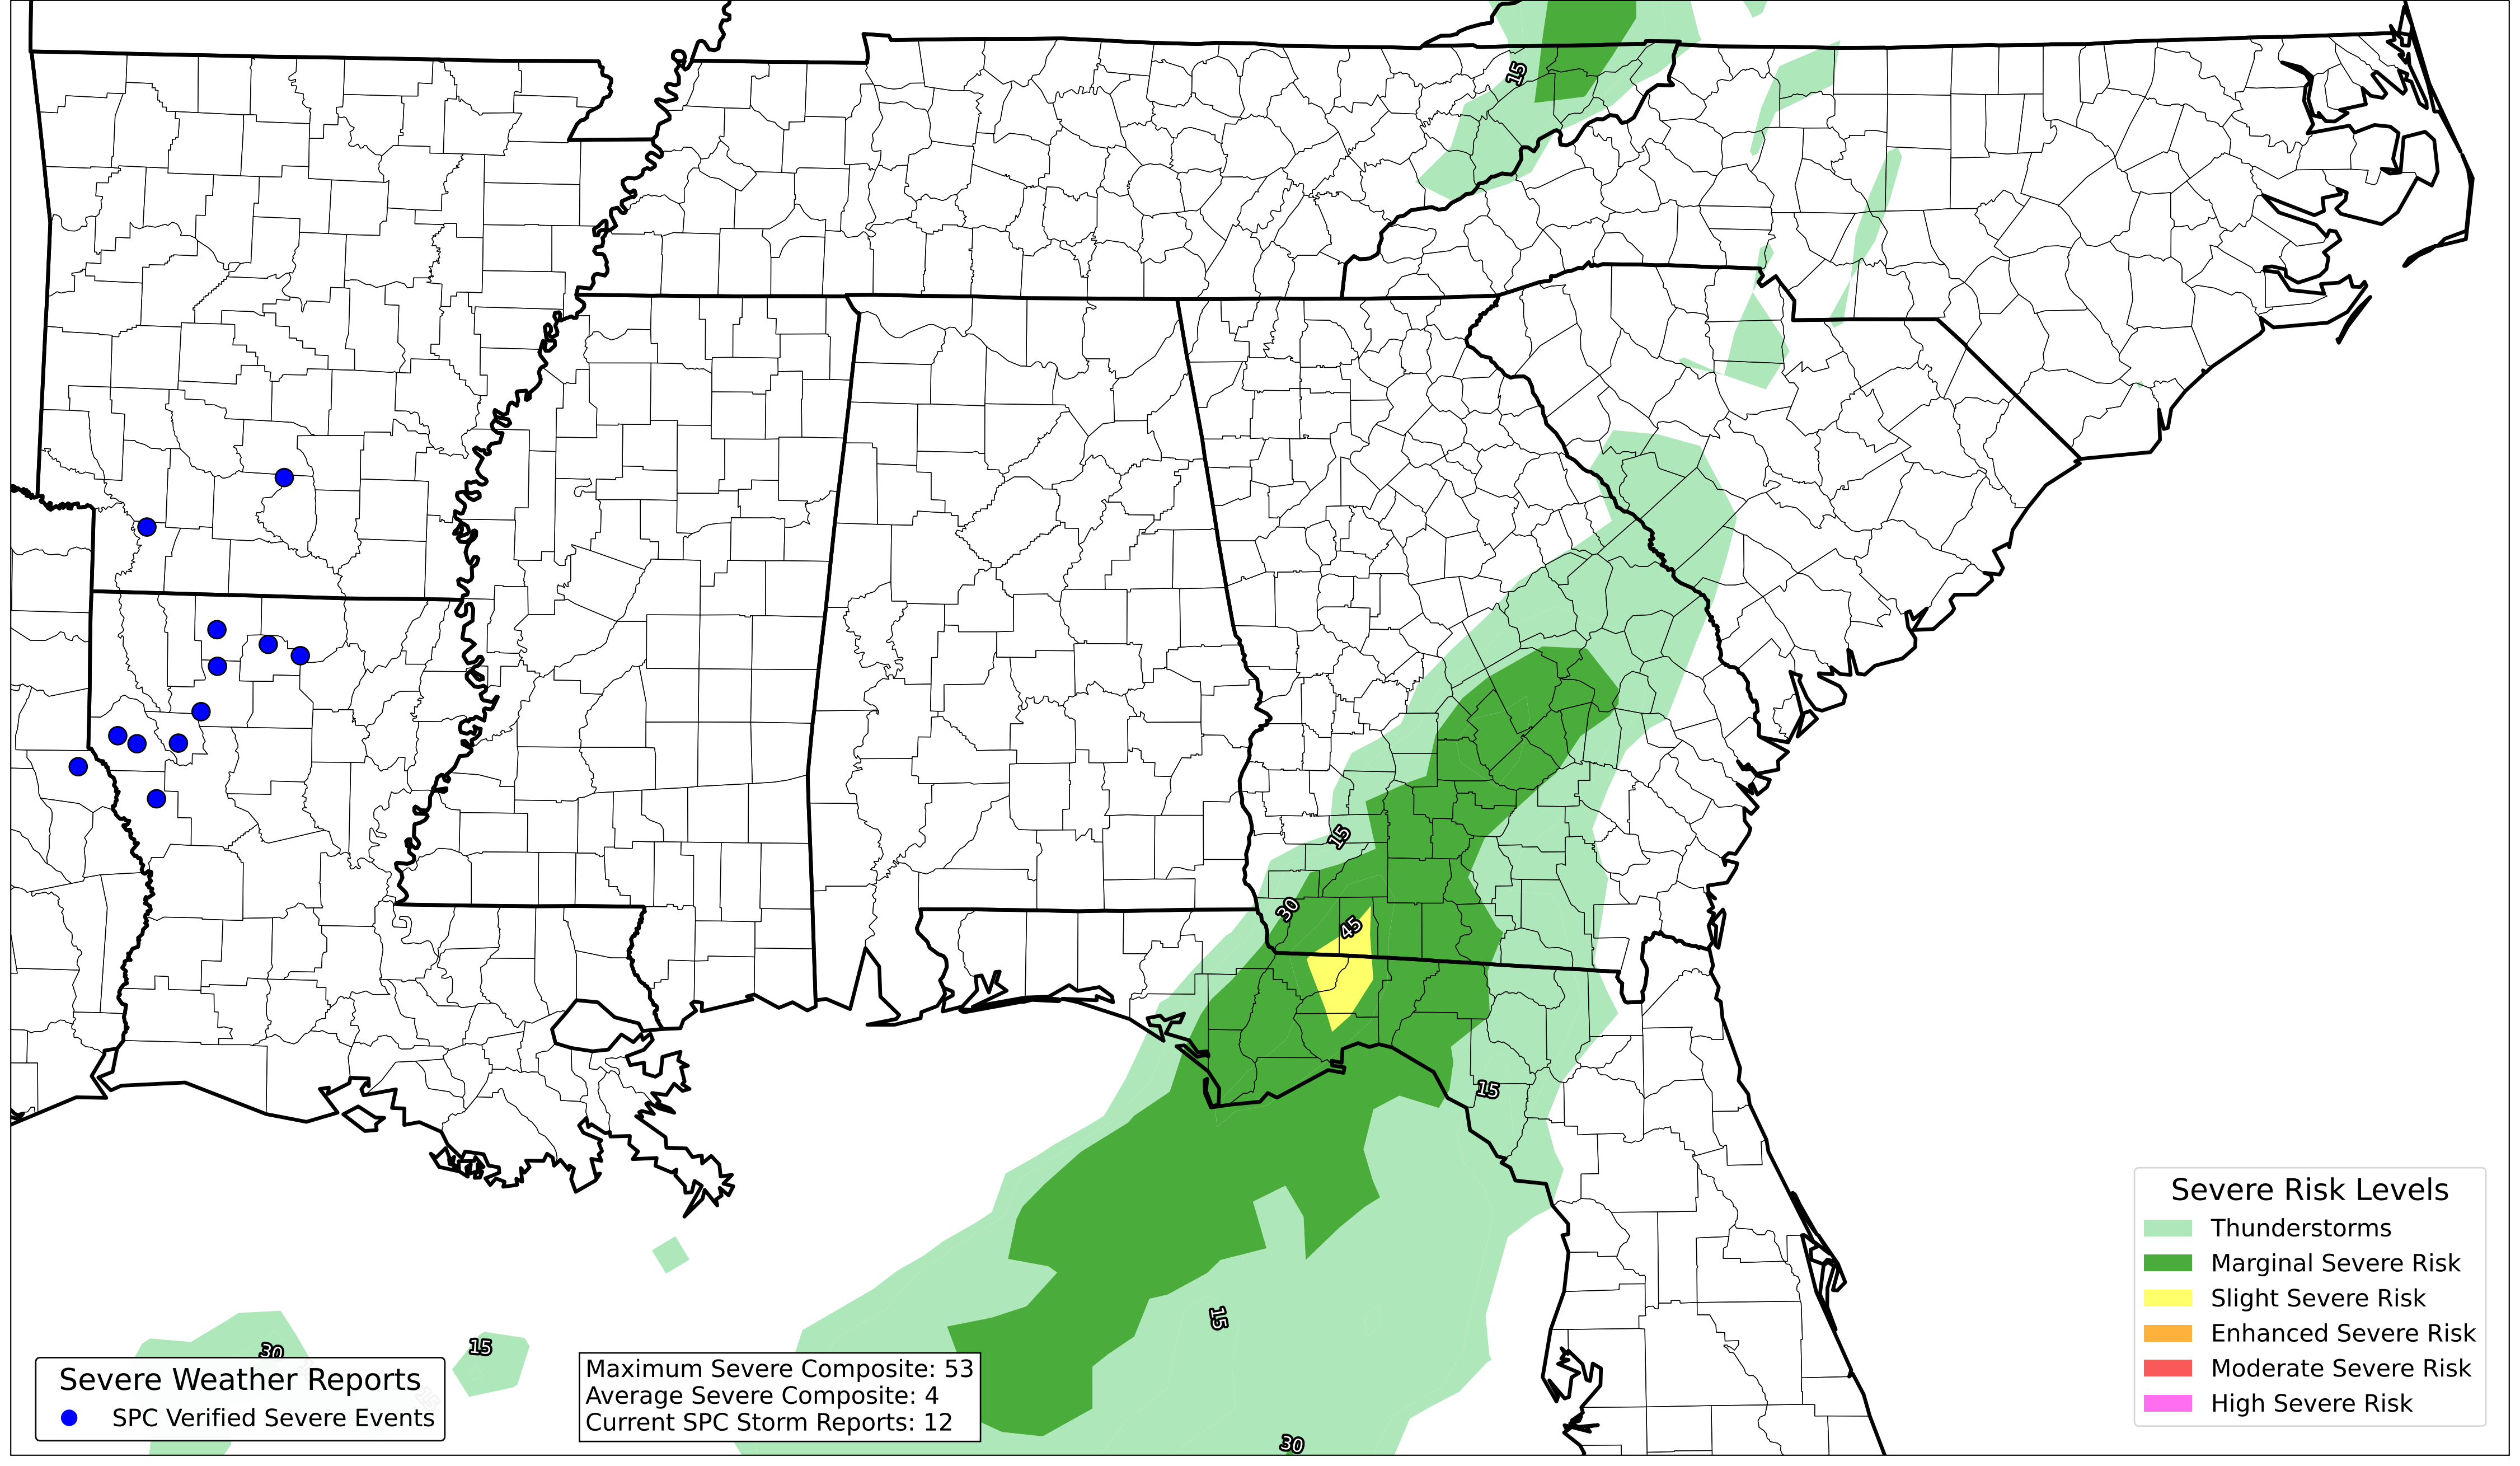 15
15
30
45
15
15
30
15
30
Severe Weather Reports
SPC Verified Severe Events
Maximum Severe Composite: 53
Average Severe Composite: 4
Current SPC Storm Reports: 12
Severe Risk Levels
Thunderstorms
Marginal Severe Risk
Slight Severe Risk
Enhanced Severe Risk
Moderate Severe Risk
High Severe Risk